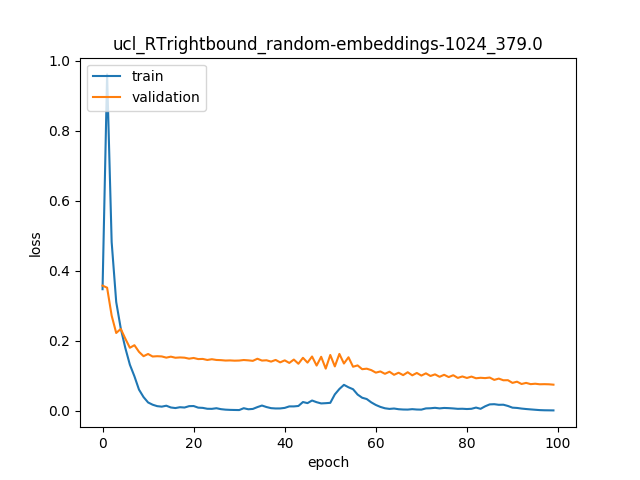 ucl_RTrightbound_random-embeddings-1024_379.0
train
validation
1.0
0.8
0.6
0.4
0.2
0.0
loss
0 20 40 60 80 100
epoch